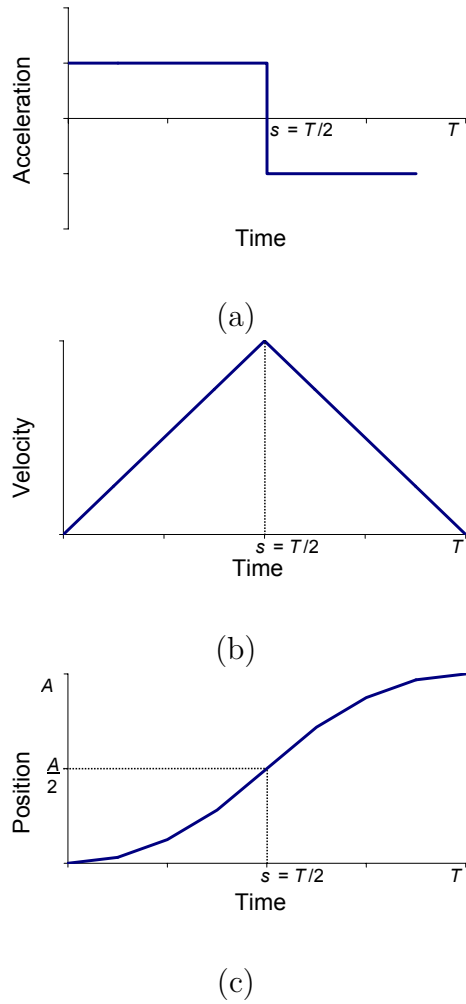 Acceleration
s = T/2
T
Time
(a)
Velocity
s = T/2
T
Time
(b)
A
A
2
Position
s = T/2
T
Time
(c)